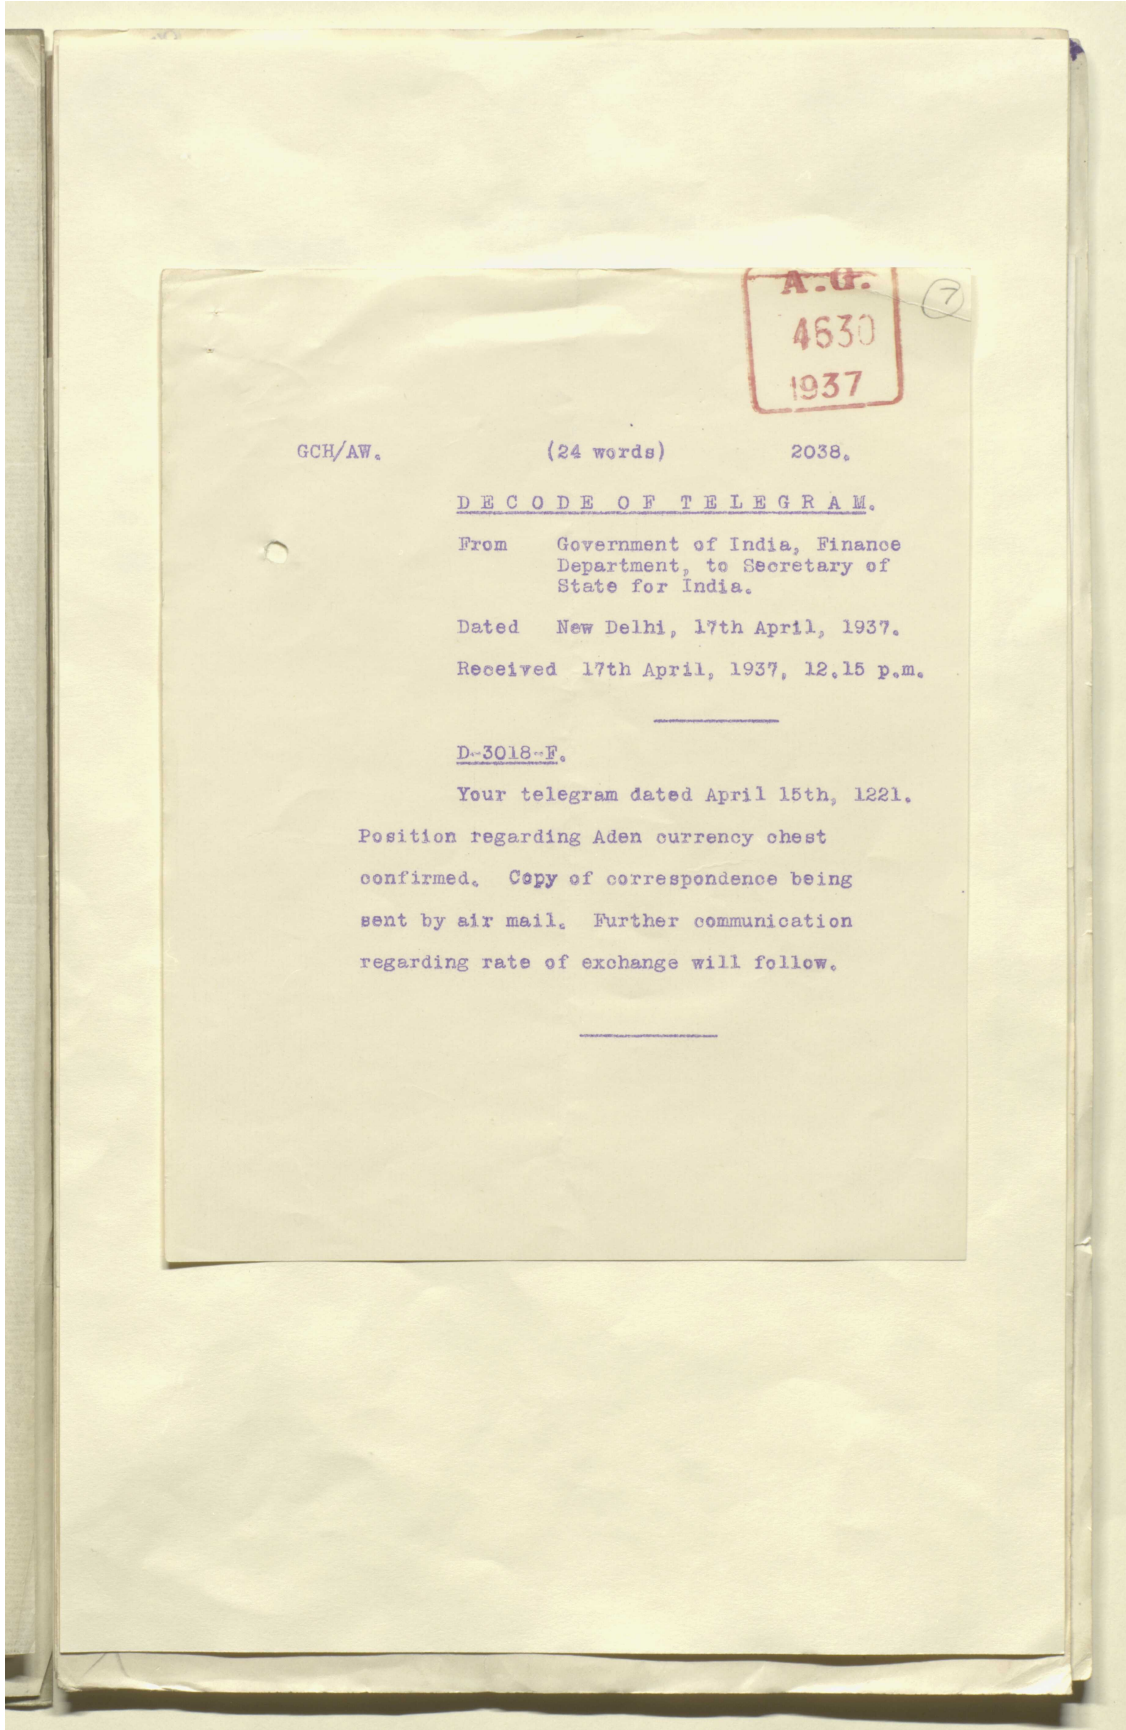 A.G.
4630
1937
7
GCH/AW. (24 words) 2038.
DECODE OF TELEGRAM.
From Government of India, Finance
Department, to Secretary of
State for India.
Dated New Delhi, 17th April, 1937.
Received 17th April, 1937, 12.15 p.m.
D-3018-F.
Your telegram dated April 15th, 1221.
Position regarding Aden currency chest
confirmed. Copy of correspondence being
sent by air mail. Further communication
regarding rate of exchange will follow.